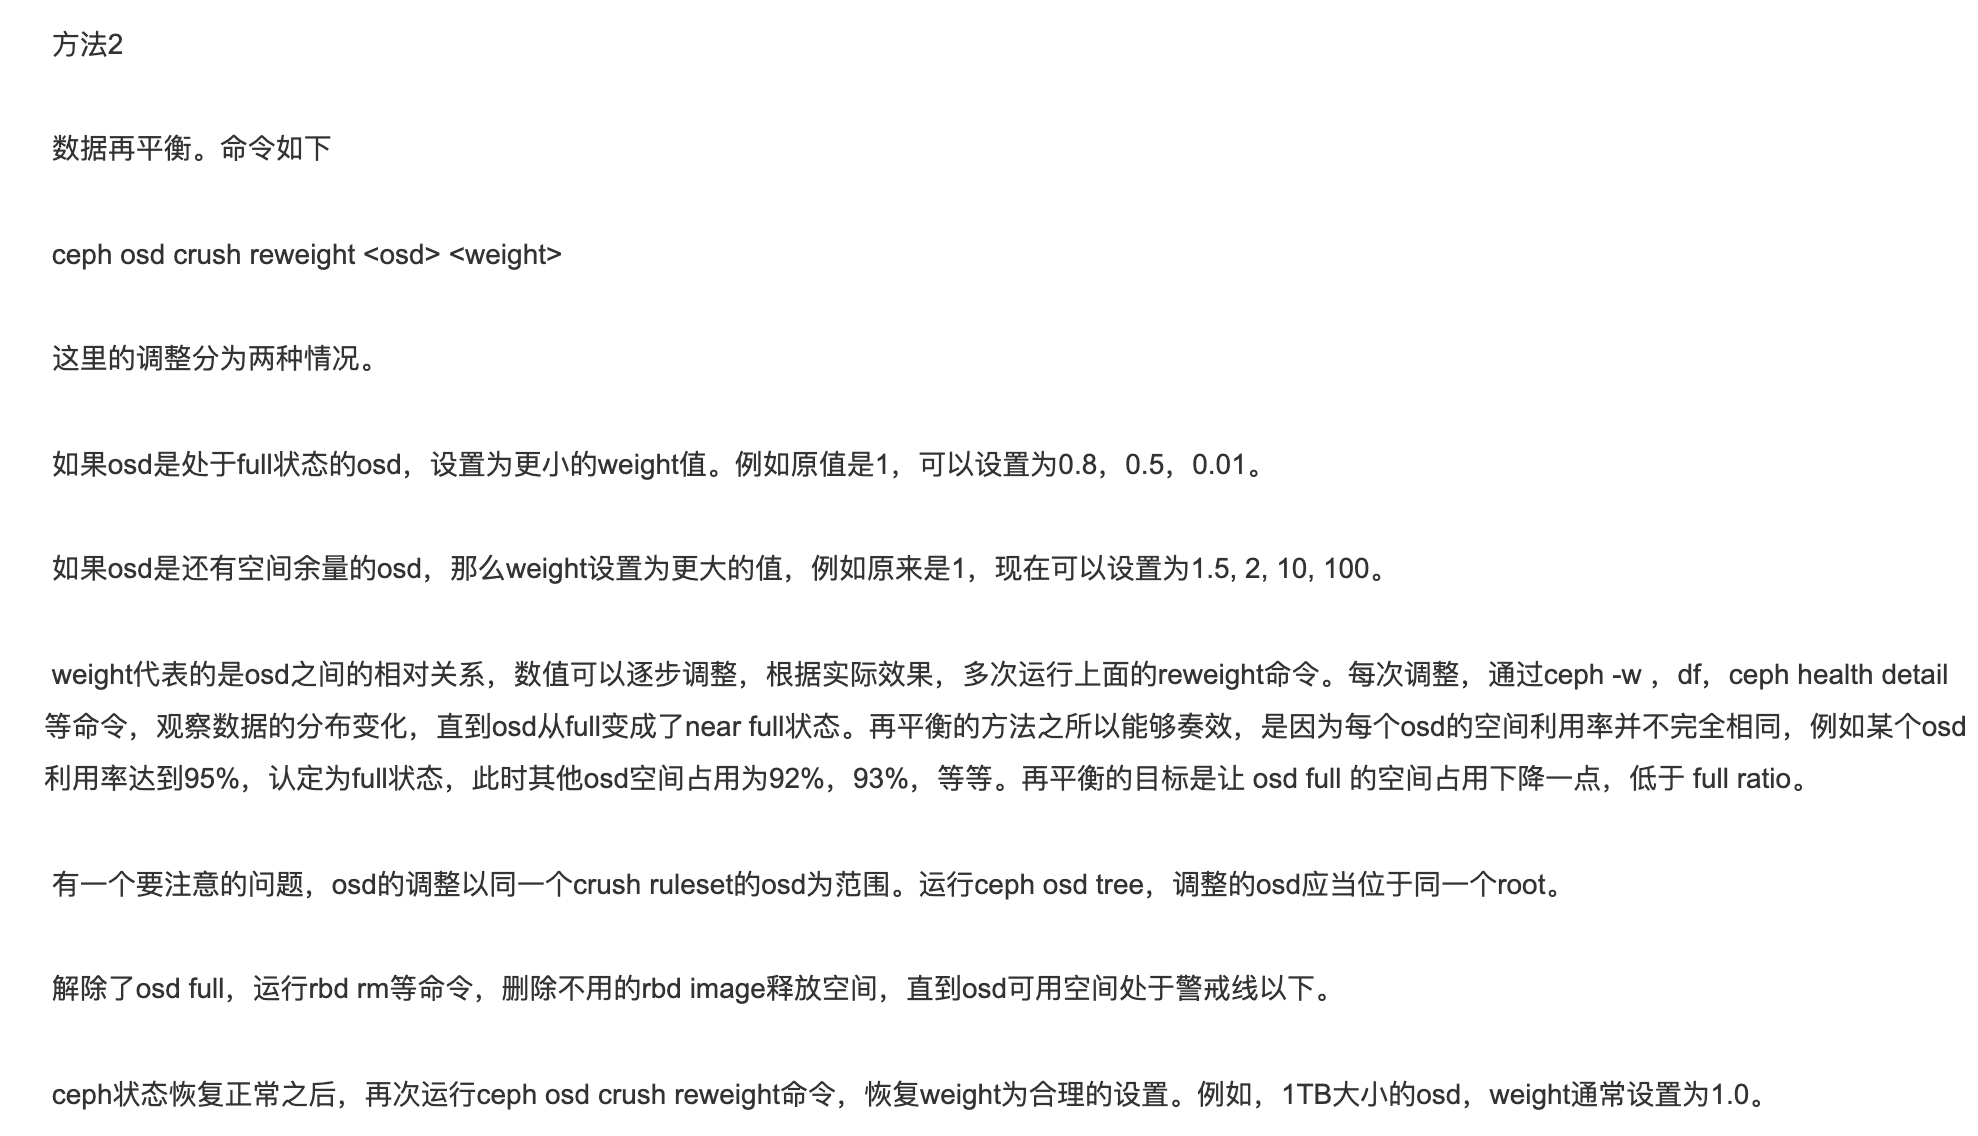 方法2
数据再平衡。命令如下
ceph osd crush reweight <osd> <weight>
这里的调整分为两种情况。
如果osd是处于full状态的osd，设置为更小的weight值。例如原值是1，可以设置为0.8，0.5，0.01。
如果osd是还有空间余量的osd，那么weight设置为更大的值，例如原来是1，现在可以设置为1.5, 2, 10, 100。
weight代表的是osd之间的相对关系，数值可以逐步调整，根据实际效果，多次运行上面的reweight命令。每次调整，通过ceph -w ，df，ceph health detail
等命令，观察数据的分布变化，直到osd从full变成了near full状态。再平衡的方法之所以能够奏效，是因为每个osd的空间利用率并不完全相同，例如某个osd
利用率达到95%，认定为full状态，此时其他osd空间占用为92%，93%，等等。再平衡的目标是让 osd full 的空间占用下降一点，低于 full ratio。
有一个要注意的问题，osd的调整以同一个crush ruleset的osd为范围。运行ceph osd tree，调整的osd应当位于同一个root。
解除了osd full，运行rbd rm等命令，删除不用的rbd image释放空间，直到osd可用空间处于警戒线以下。
ceph状态恢复正常之后，再次运行ceph osd crush reweight命令，恢复weight为合理的设置。例如，1TB大小的osd，weight通常设置为1.0。